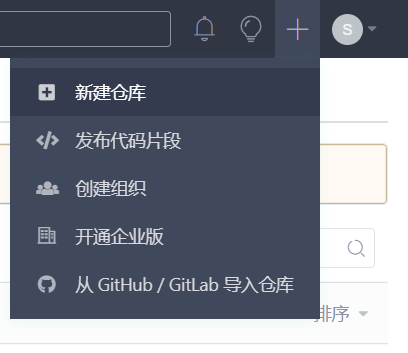 S
新建仓库
发布代码片段
创建组织
开通企业版
从 GitHub / GitLab 导入仓库
排序